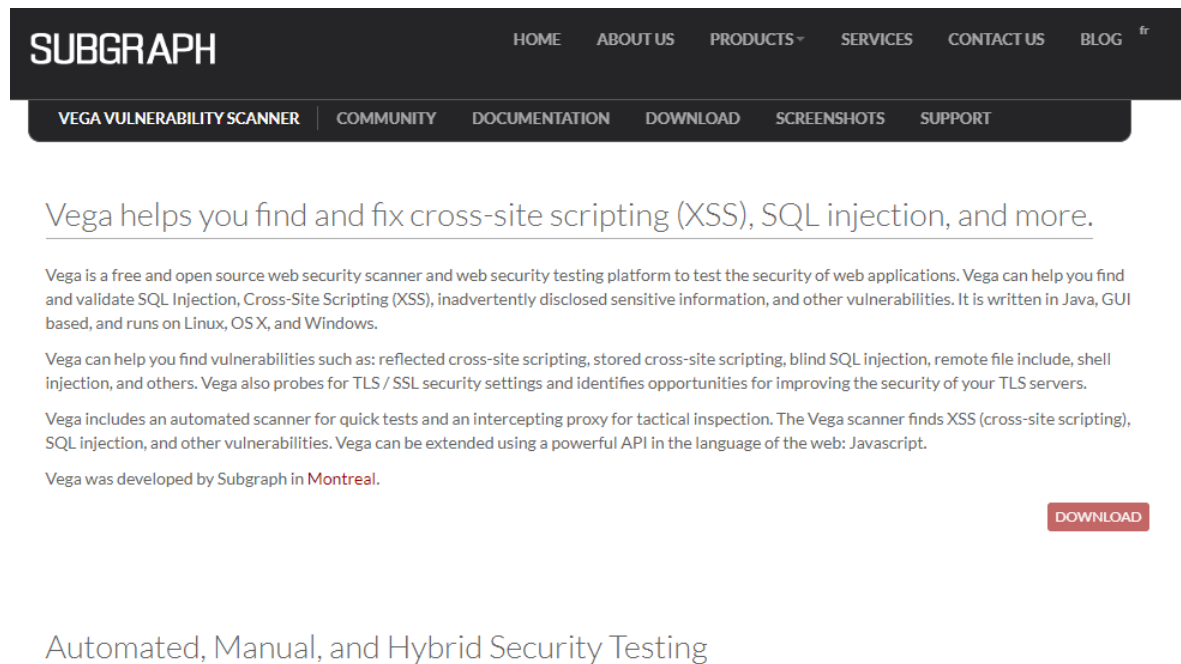 SUBGRAPH
HOME ABOUT US PRODUCTS SERVICES CONTACT US BLOG fr
VEGA VULNERABILITY SCANNER COMMUNITY DOCUMENTATION DOWNLOAD SCREENSHOTS SUPPORT
Vega helps you find and fix cross-site scripting (XSS), SQL injection, and more.
Vega is a free and open source web security scanner and web security testing platform to test the security of web applications. Vega can help you find
and validate SQL Injection, Cross-Site Scripting (XSS), inadvertently disclosed sensitive information, and other vulnerabilities. It is written in Java, GUI
based, and runs on Linux, OS X, and Windows.
Vega can help you find vulnerabilities such as: reflected cross-site scripting, stored cross-site scripting, blind SQL injection, remote file include, shell
injection, and others. Vega also probes for TLS / SSL security settings and identifies opportunities for improving the security of your TLS servers.
Vega includes an automated scanner for quick tests and an intercepting proxy for tactical inspection. The Vega scanner finds XSS (cross-site scripting),
SQL injection, and other vulnerabilities. Vega can be extended using a powerful API in the language of the web: Javascript.
Vega was developed by Subgraph in Montreal.
DOWNLOAD
Automated, Manual, and Hybrid Security Testing